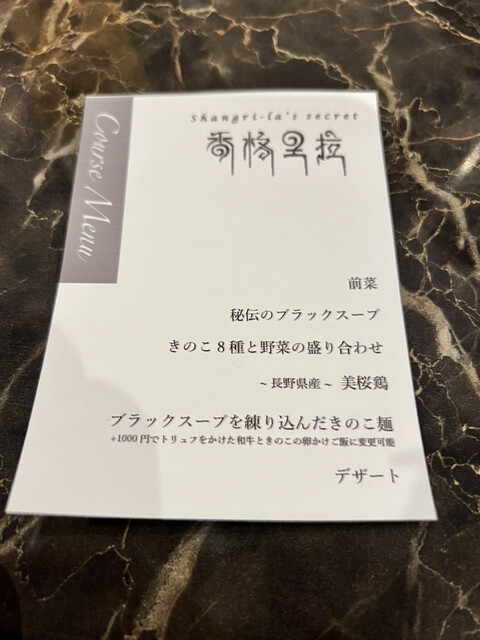 Course Menu
Shangri-la's secret
香格里拉
前菜
秘伝のブラックスープ
きのこ8種と野菜の盛り合わせ
~長野県産~ 美桜鶏
ブラックスープを練り込んだきのこ麺
+1000円でトリュフをかけた和牛ときのこの卵かけご飯に変更可能
デザート